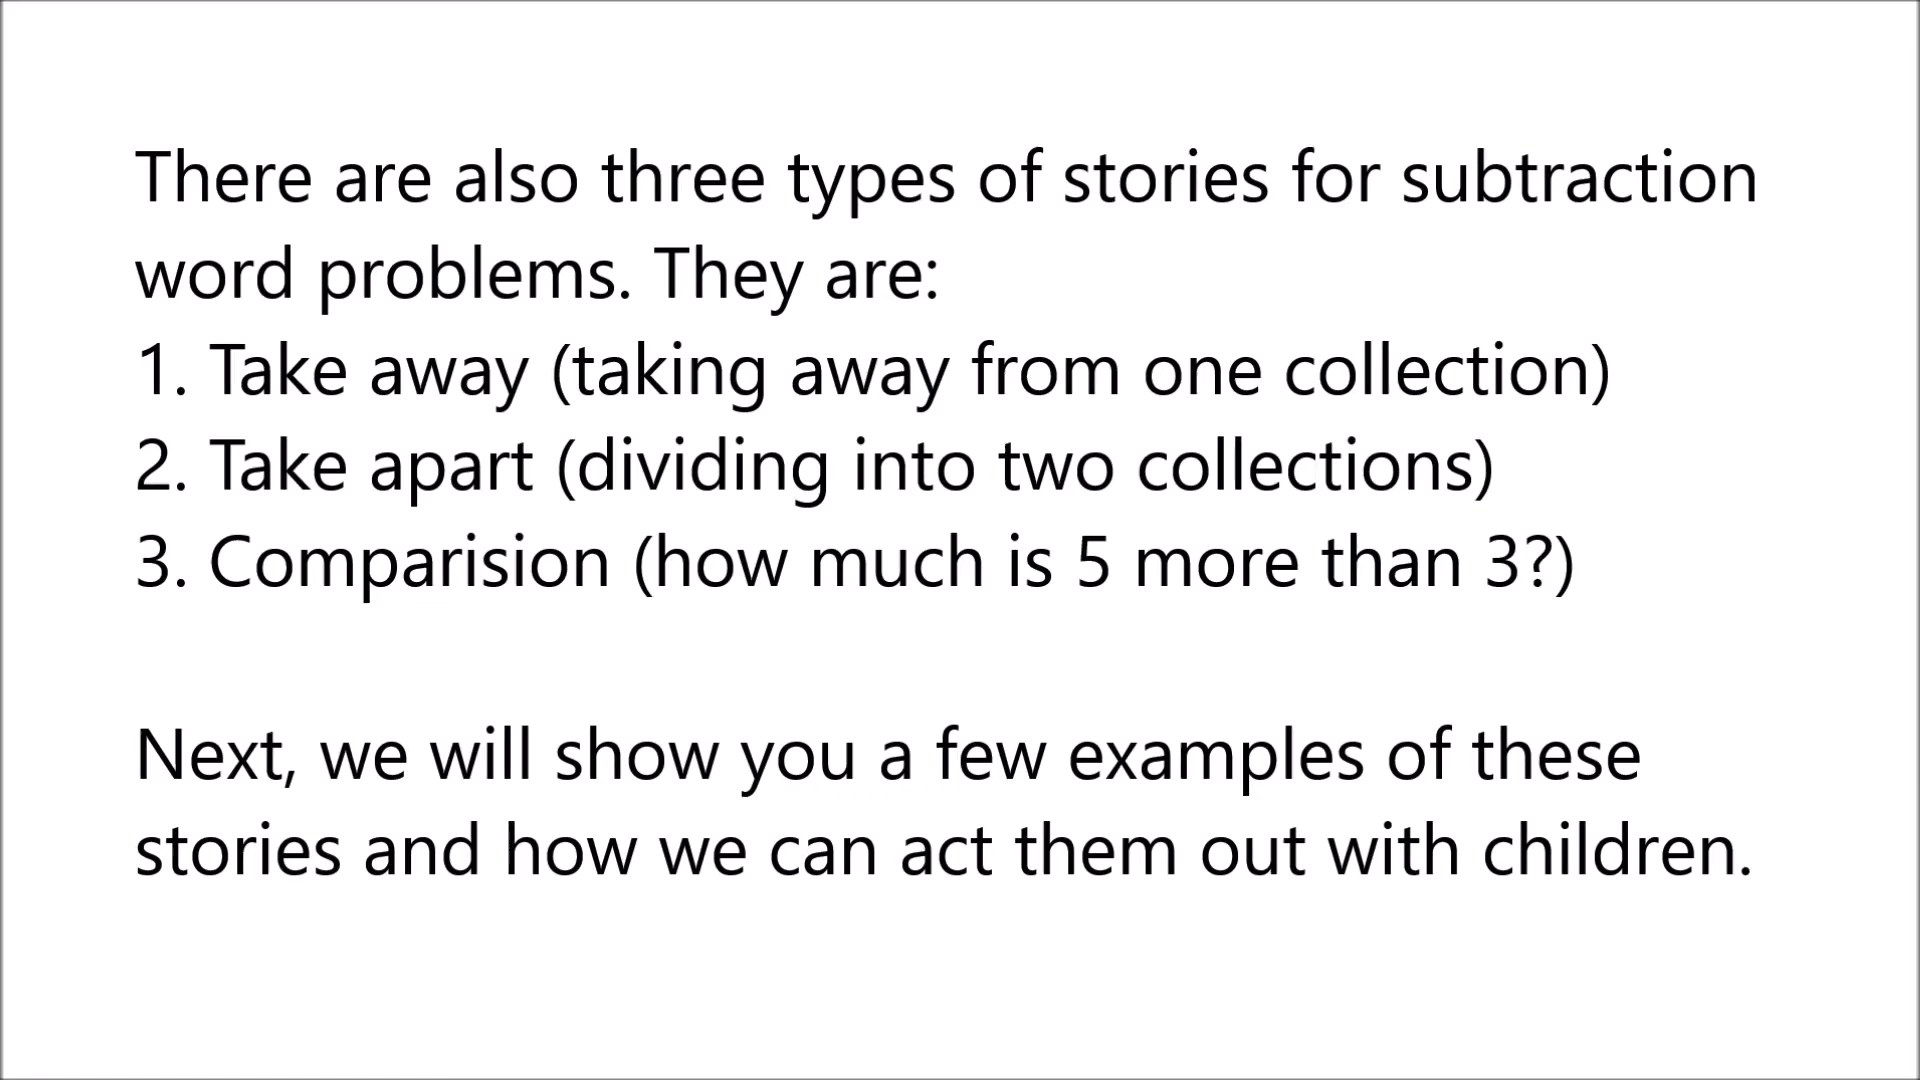 There are also three types of stories for subtraction
word problems. They are:
1. Take away (taking away from one collection)
2. Take apart (dividing into two collections)
3. Comparision (how much is 5 more than 3?)
Next, we will show you a few examples of these
stories and how we can act them out with children.